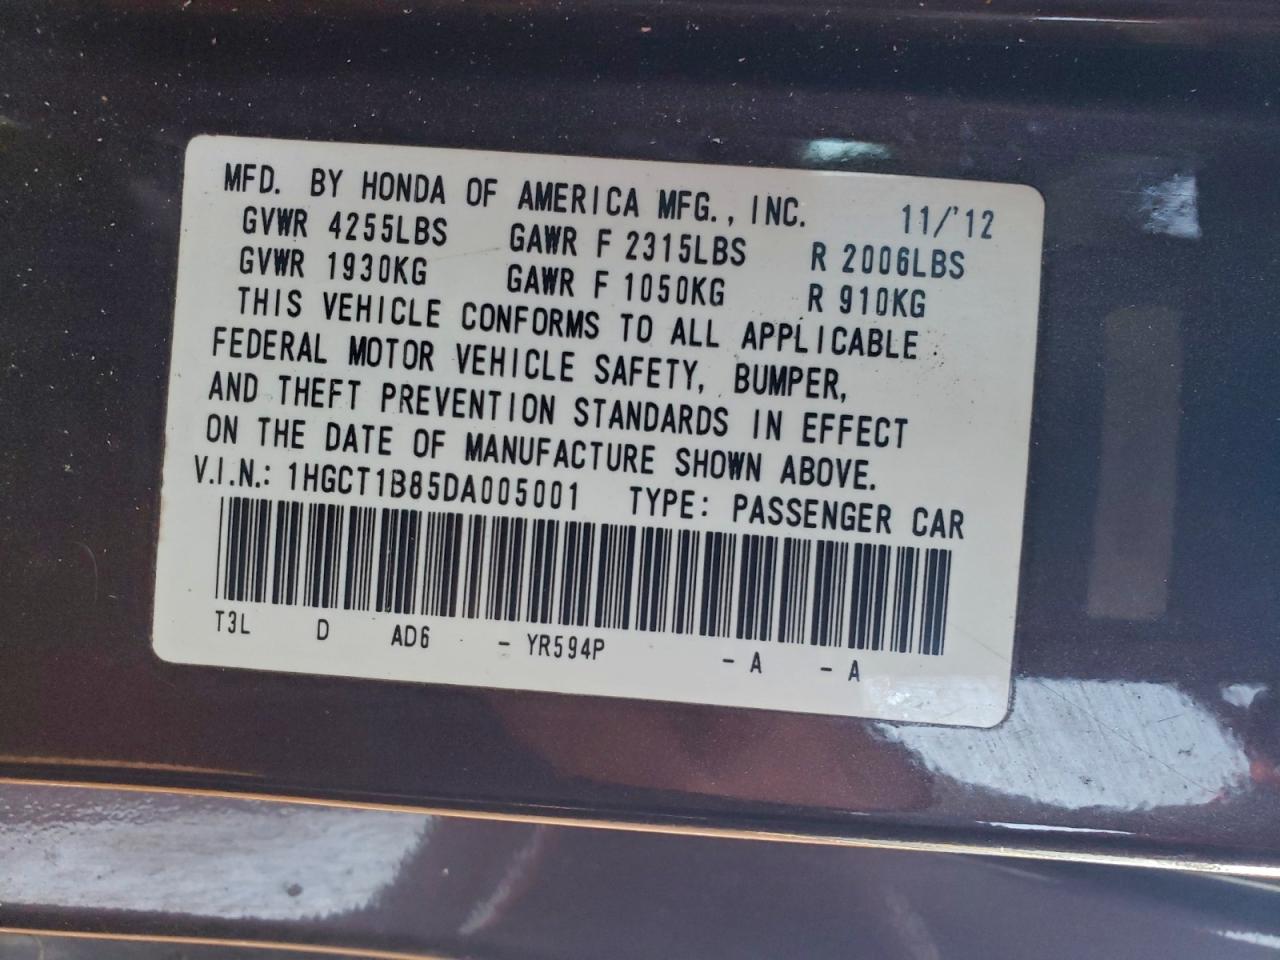 MFD. BY HONDA OF AMERICA MFG., INC. 11/'12
GVWR 4255LBS GAWR F 2315LBS R 2006LBS
GVWR 1930KG GAWR F 1050KG R 910KG
THIS VEHICLE CONFORMS TO ALL APPLICABLE
FEDERAL MOTOR VEHICLE SAFETY, BUMPER,
AND THEFT PREVENTION STANDARDS IN EFFECT
ON THE DATE OF MANUFACTURE SHOWN ABOVE.
V.I.N.: 1HGCT1B85DA005001 TYPE: PASSENGER CAR
T3L D AD6 - YR594P - A - A